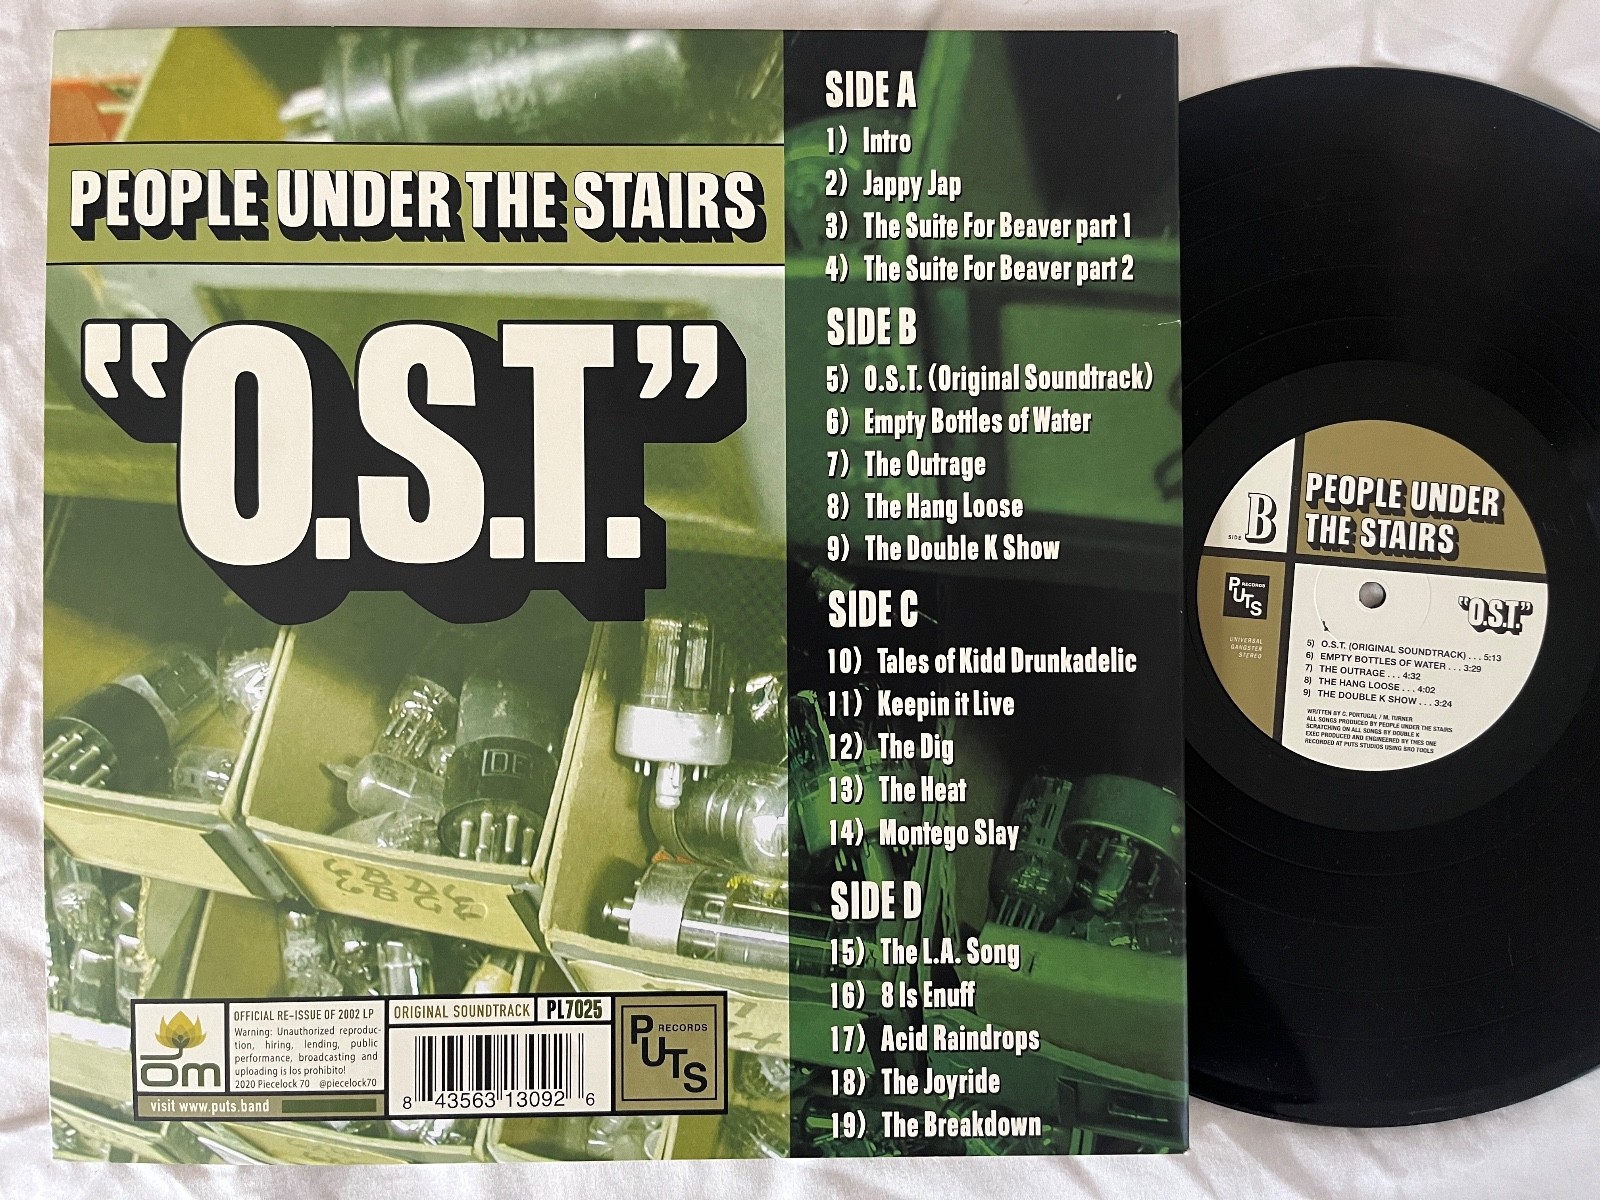 PEOPLE UNDER THE STAIRS
"O.S.T."
6BDG
6BG6
OFFICIAL RE-ISSUE OF 2002 LP
Warning: Unauthorized reproduc-
tion, hiring, lending, public
performance, broadcasting and
uploading is los prohibito!
2020 Piecelock 70 @piecelock70
visit www.puts.band
om
ORIGINAL SOUNDTRACK
PL7025
8 43563 13092 6
PUTS RECORDS
SIDE A
1) Intro
2) Jappy Jap
3) The Suite For Beaver part 1
4) The Suite For Beaver part 2
SIDE B
5) O.S.T. (Original Soundtrack)
6) Empty Bottles of Water
7) The Outrage
8) The Hang Loose
9) The Double K Show
SIDE C
10) Tales of Kidd Drunkadelic
11) Keepin it Live
12) The Dig
13) The Heat
14) Montego Slay
SIDE D
15) The L.A. Song
16) 8 Is Enuff
17) Acid Raindrops
18) The Joyride
19) The Breakdown
SIDE B
PEOPLE UNDER
THE STAIRS
PUTS RECORDS
UNIVERSAL
GANGSTER
STEREO
"O.S.T."
5) O.S.T. (ORIGINAL SOUNDTRACK) . . . 5:13
6) EMPTY BOTTLES OF WATER . . . 3:29
7) THE OUTRAGE . . . 4:32
8) THE HANG LOOSE . . . 4:02
9) THE DOUBLE K SHOW . . . 3:24
WRITTEN BY C. PORTUGAL / M. TURNER
ALL SONGS PRODUCED BY PEOPLE UNDER THE STAIRS
SCRATCHING ON ALL SONGS BY DOUBLE K
EXEC PRODUCED AND ENGINEERED BY THES ONE
RECORDED AT PUTS STUDIOS USING BRO TOOLS